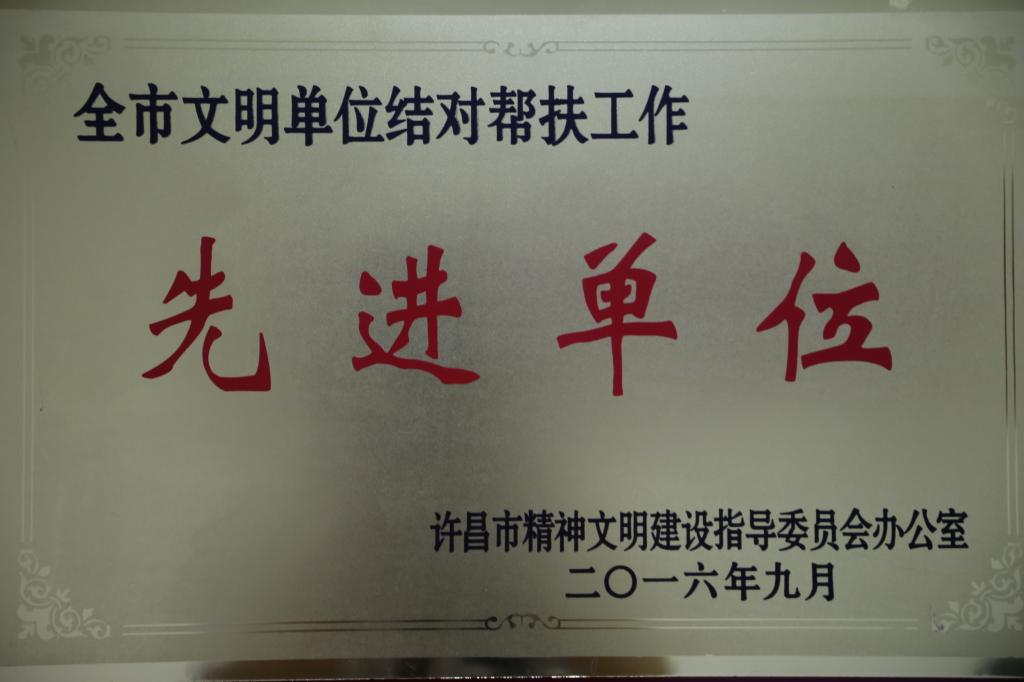 全市文明单位结对帮扶工作
先进单位
许昌市精神文明建设指导委员会办公室
二〇一六年九月